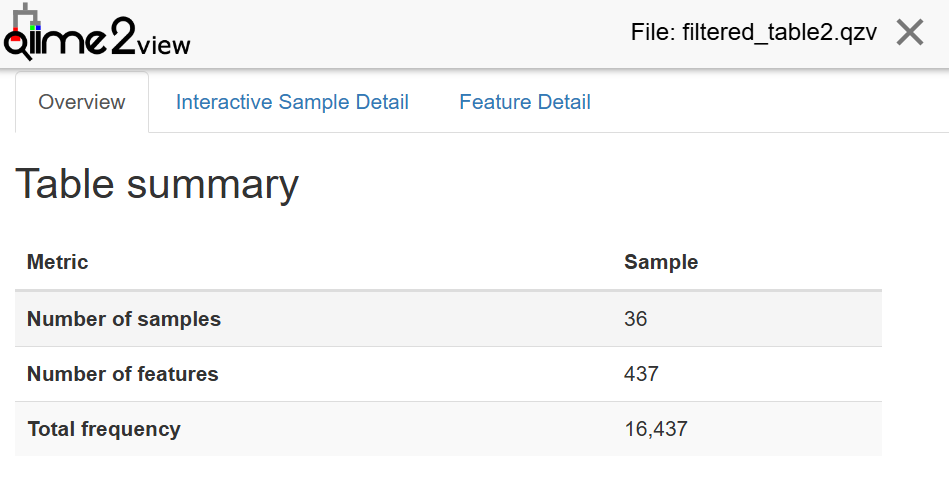 qiime2view
File: filtered_table2.qzv
Overview Interactive Sample Detail Feature Detail
Table summary
Metric Sample
Number of samples 36
Number of features 437
Total frequency 16,437